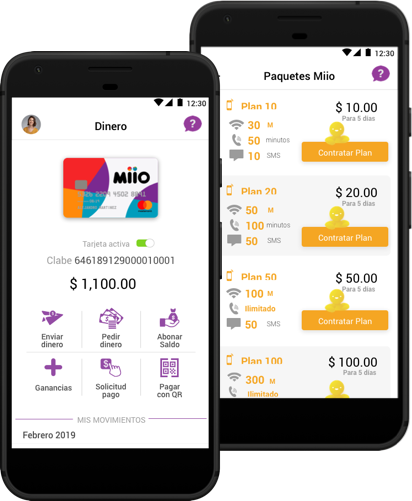 12:30
Dinero
?
miio
Tarjeta activa
Clabe 646189129000010001
$ 1,100.00
Enviar
dinero
Pedir
dinero
Abonar
Saldo
Ganancias
Solicitud
pago
Pagar
con QR
MIS MOVIMIENTOS
Febrero 2019
12:30
Paquetes Miio
?
Plan 10
$ 10.00
Para 5 días
30 M
50 minutos
10 SMS
Contratar Plan
Plan 20
$ 20.00
Para 5 días
50 M
100 minutos
50 SMS
Contratar Plan
Plan 50
$ 50.00
Para 5 días
100 M
Ilimitado
50 SMS
Contratar Plan
Plan 100
$ 100.00
Para 5 días
300 M
Ilimitado